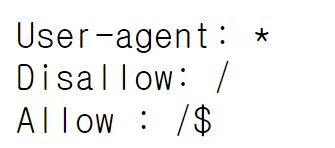 User-agent: *
Disallow: /
Allow : /$